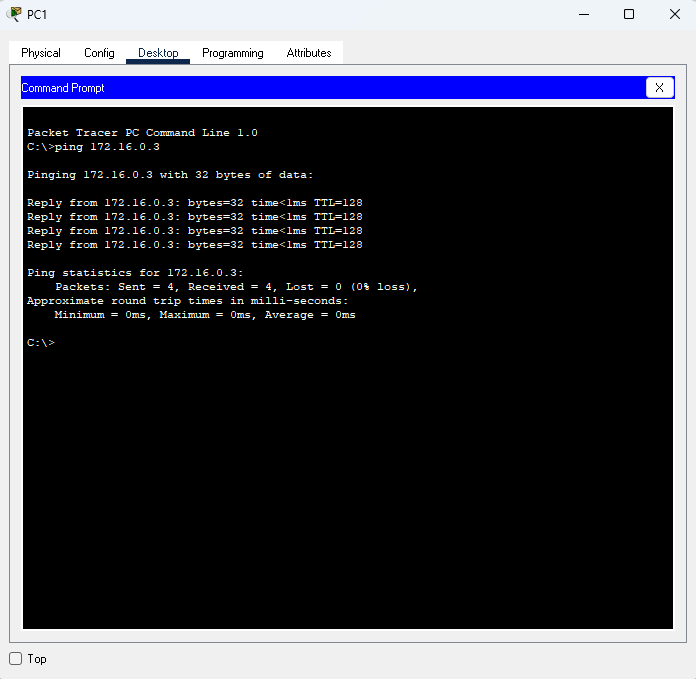 PC1
Physical Config Desktop Programming Attributes
Command Prompt X
Packet Tracer PC Command Line 1.0
C:\>ping 172.16.0.3
Pinging 172.16.0.3 with 32 bytes of data:
Reply from 172.16.0.3: bytes=32 time<1ms TTL=128
Reply from 172.16.0.3: bytes=32 time<1ms TTL=128
Reply from 172.16.0.3: bytes=32 time<1ms TTL=128
Reply from 172.16.0.3: bytes=32 time<1ms TTL=128
Ping statistics for 172.16.0.3:
Packets: Sent = 4, Received = 4, Lost = 0 (0% loss),
Approximate round trip times in milli-seconds:
Minimum = 0ms, Maximum = 0ms, Average = 0ms
C:\>
Top